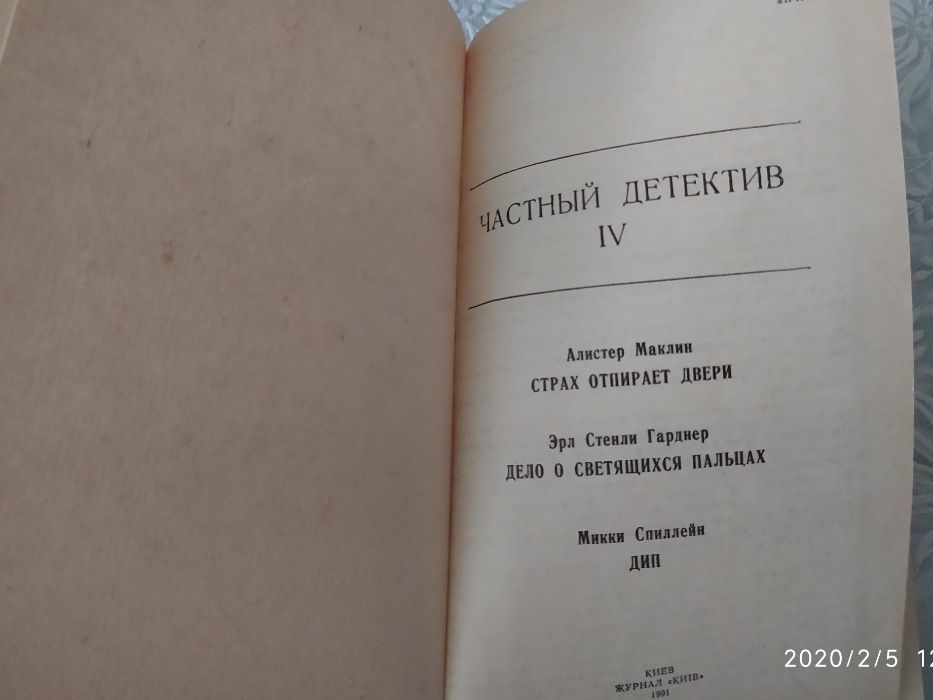 ЧАСТНЫЙ ДЕТЕКТИВ
IV
Алистер Маклин
СТРАХ ОТПИРАЕТ ДВЕРИ
Эрл Стенли Гарднер
ДЕЛО О СВЕТЯЩИХСЯ ПАЛЬЦАХ
Микки Спиллейн
ДИП
КИЕВ
ЖУРНАЛ «КИЇВ»
1991
2020/2/5 12